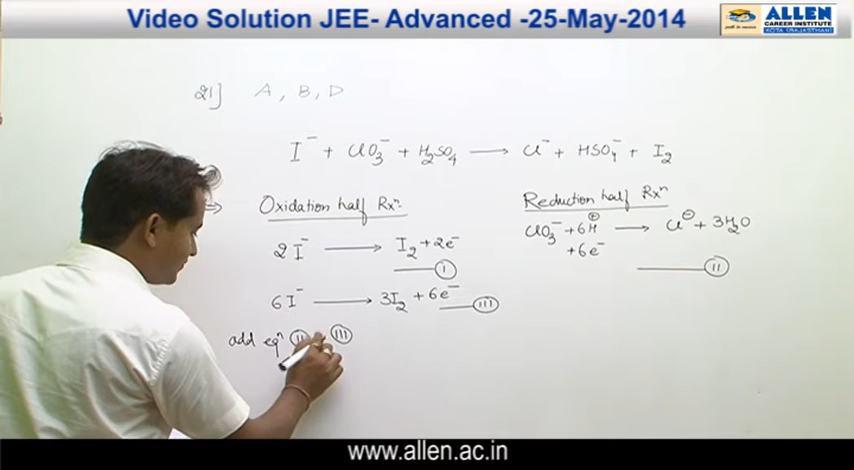 Video Solution JEE- Advanced -25-May-2014
ALLEN
CAREER INSTITUTE
KOTA (RAJASTHAN)
21] A, B, D
I⁻ + ClO₃⁻ + H₂SO₄ ⟶ Cl⁻ + HSO₄⁻ + I₂
⇒ Oxidation half Rxⁿ
2I⁻ ⟶ I₂ + 2e⁻
I
6I⁻ ⟶ 3I₂ + 6e⁻ III
add eqⁿ II III
Reduction half Rxⁿ
ClO₃⁻ + 6H⊕ ⟶ Cl⊖ + 3H₂O
+6e⁻
II
www.allen.ac.in